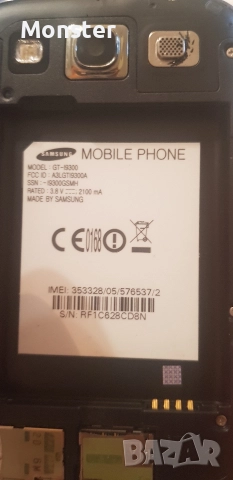 Monster
SAMSUNG MOBILE PHONE
MODEL : GT-I9300
FCC ID : A3LGTI9300A
SSN : -I9300GSMH
RATED : 3.8 V ⎓ 2100 mA
MADE BY SAMSUNG
CE0168
IMEI: 353328/05/576537/2
S/N: RF1C628CD8N
BAZAR